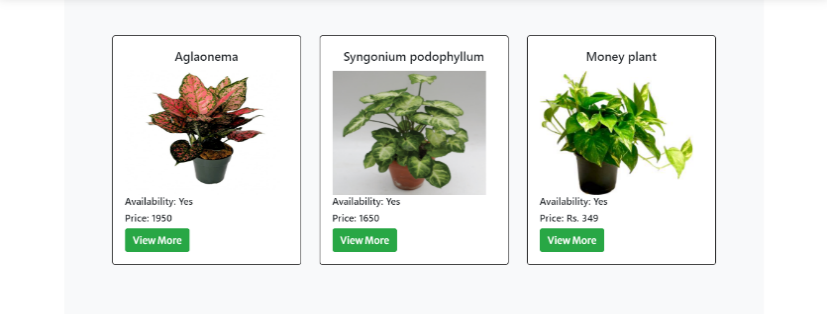 Aglaonema
Availability: Yes
Price: 1950
View More
Syngonium podophyllum
Availability: Yes
Price: 1650
View More
Money plant
Availability: Yes
Price: Rs. 349
View More